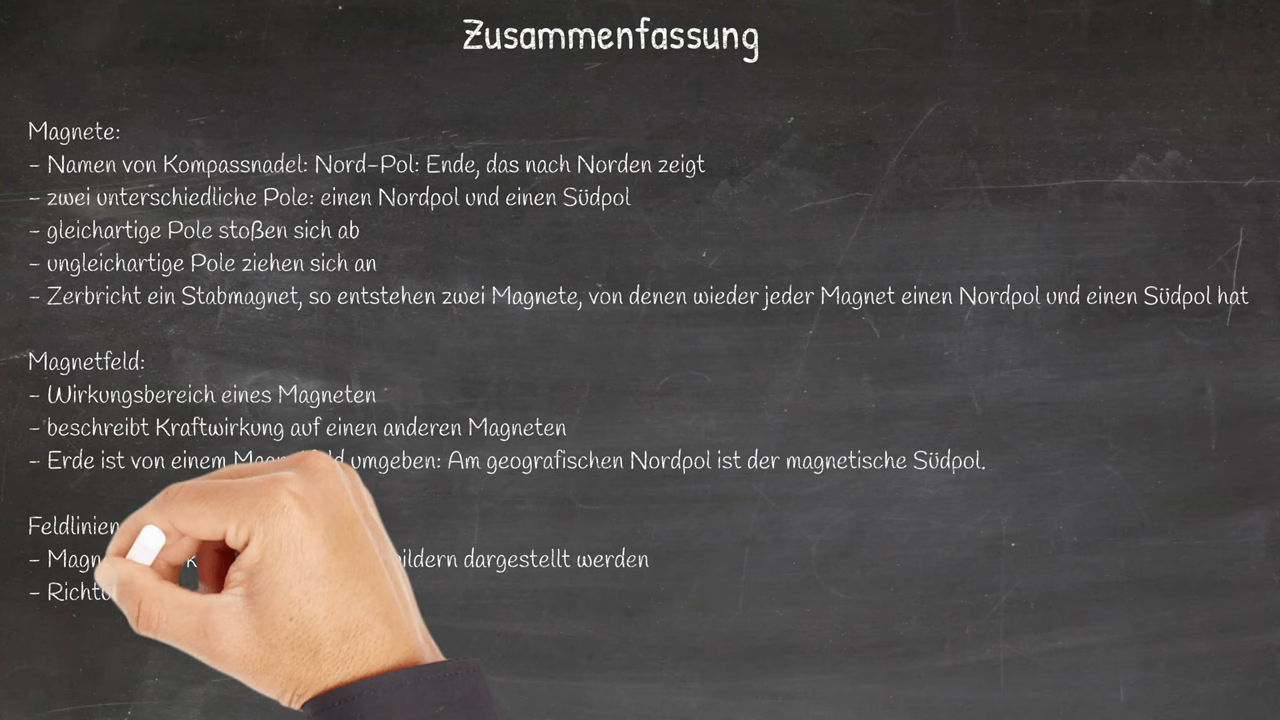 Zusammenfassung
Magnete:
- Namen von Kompassnadel: Nord-Pol: Ende, das nach Norden zeigt
- zwei unterschiedliche Pole: einen Nordpol und einen Südpol
- gleichartige Pole stoßen sich ab
- ungleichartige Pole ziehen sich an
- Zerbricht ein Stabmagnet, so entstehen zwei Magnete, von denen wieder jeder Magnet einen Nordpol und einen Südpol hat
Magnetfeld:
- Wirkungsbereich eines Magneten
- beschreibt Kraftwirkung auf einen anderen Magneten
- Erde ist von einem umgeben: Am geografischen Nordpol ist der magnetische Südpol.
Feldlinien
- dargestellt werden
-